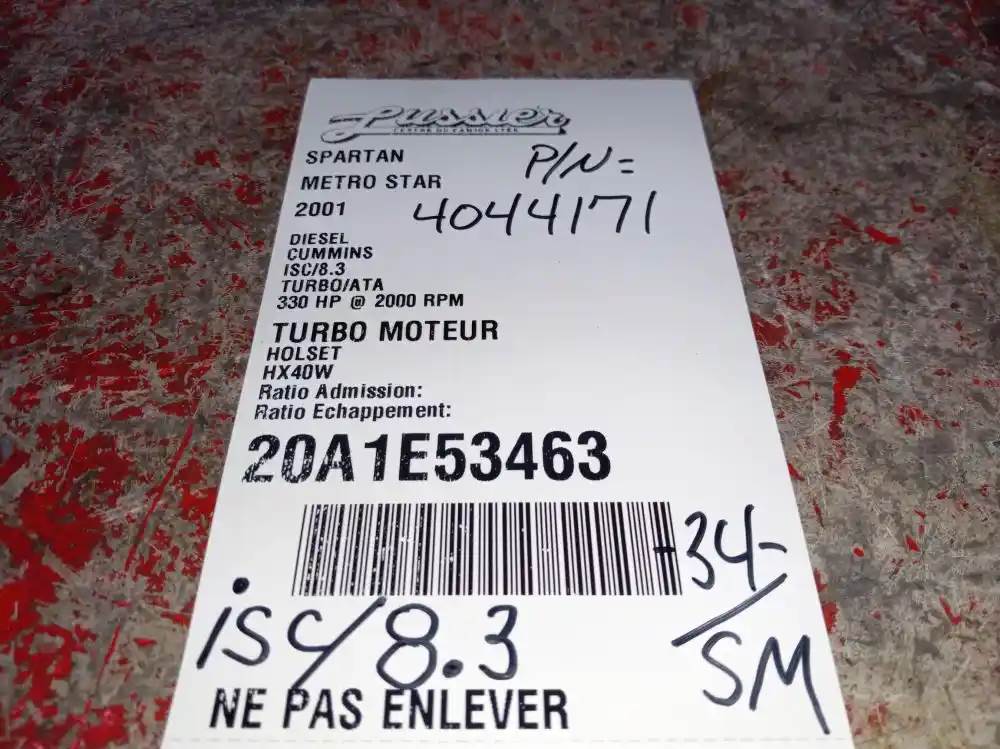 Lussier
CENTRE DU CAMION LTEE
SPARTAN
P/N=
METRO STAR
2001
4044171
DIESEL
CUMMINS
ISC/8.3
TURBO/ATA
330 HP @ 2000 RPM
TURBO MOTEUR
HOLSET
HX40W
Ratio Admission:
Ratio Echappement:
20A1E53463
-34-
SM
isc/8.3
NE PAS ENLEVER